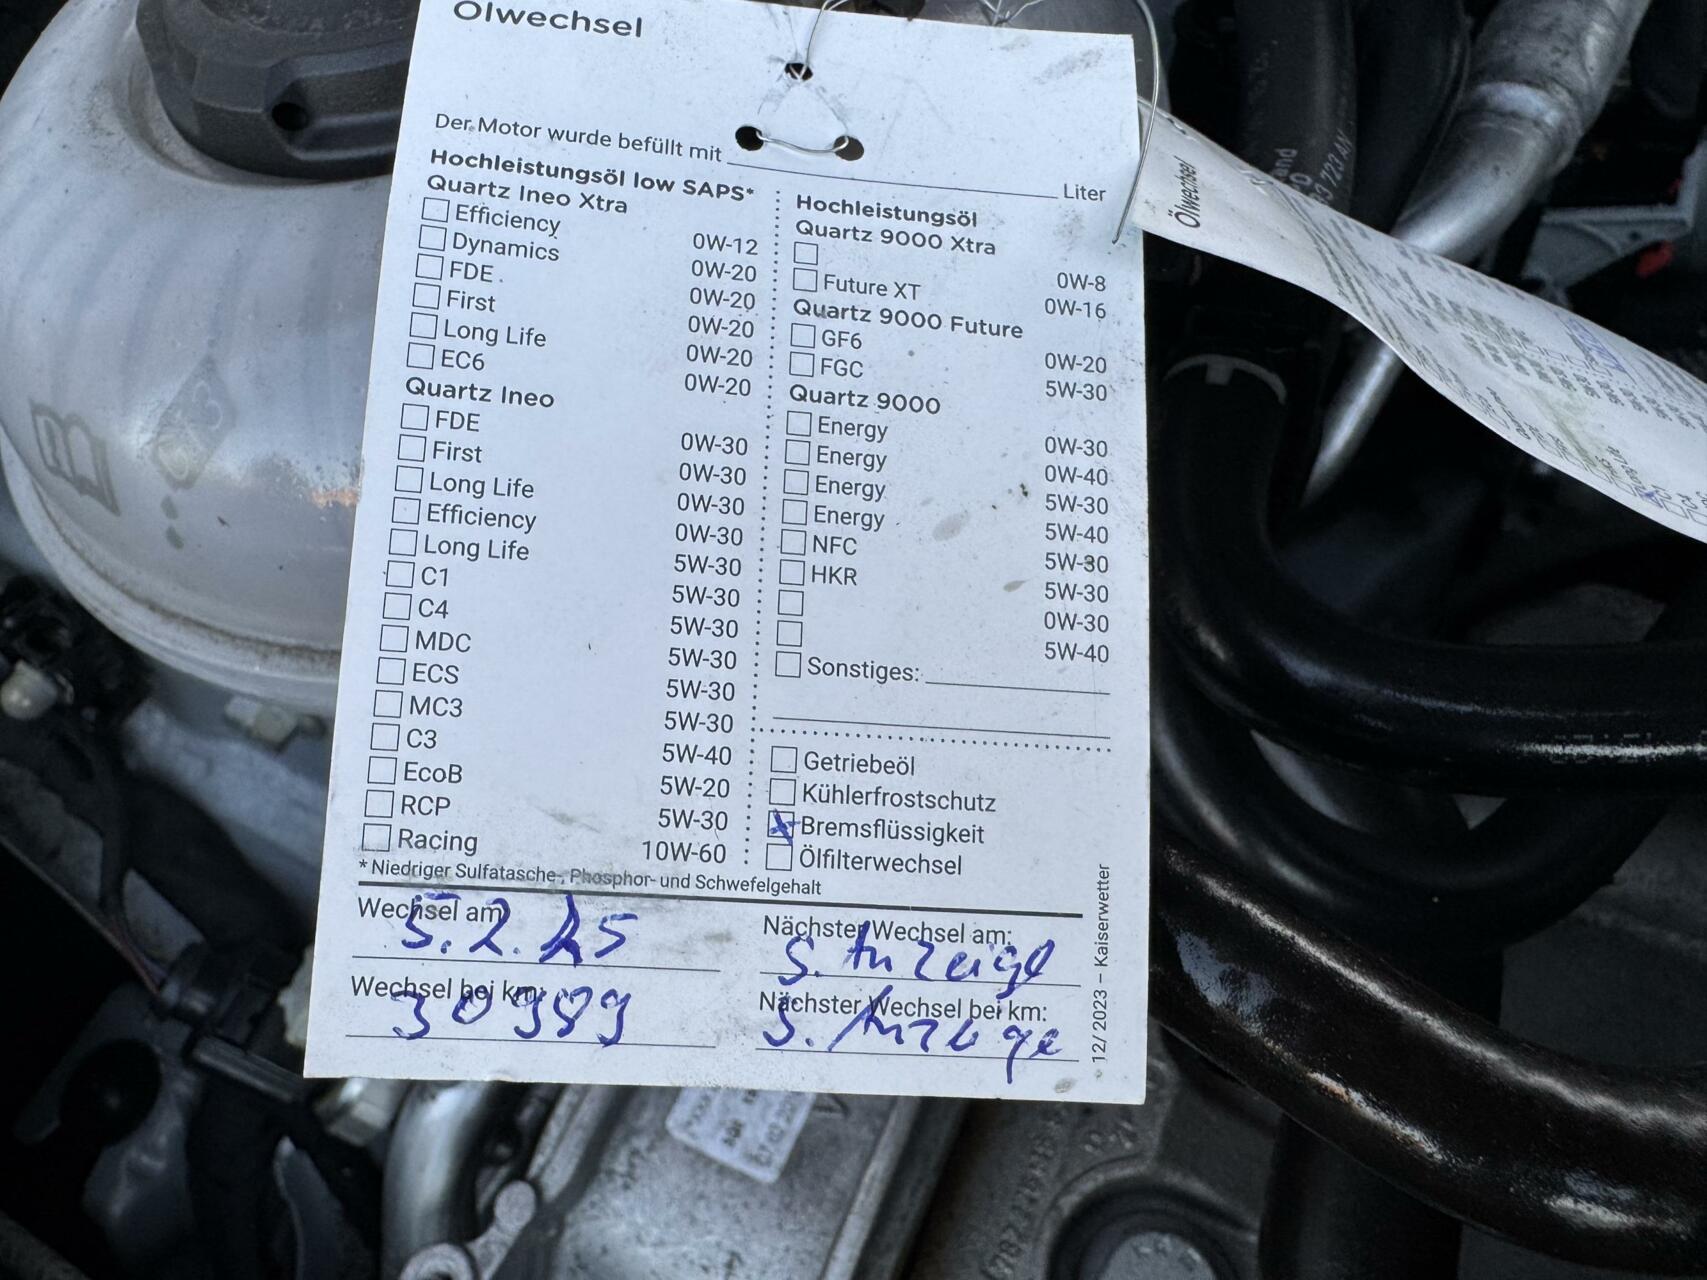 Ölwechsel
Der Motor wurde befüllt mit Liter
Hochleistungsöl low SAPS*
Quartz Ineo Xtra
Efficiency 0W-12
Dynamics 0W-20
FDE 0W-20
First 0W-20
Long Life 0W-20
EC6 0W-20
Quartz Ineo
FDE 0W-30
First 0W-30
Long Life 0W-30
Efficiency 0W-30
Long Life 5W-30
C1 5W-30
C4 5W-30
MDC 5W-30
ECS 5W-30
MC3 5W-30
C3 5W-40
EcoB 5W-20
RCP 5W-30
Racing 10W-60
* Niedriger Sulfatasche-, Phosphor- und Schwefelgehalt
Hochleistungsöl
Quartz 9000 Xtra
0W-8
Future XT 0W-16
Quartz 9000 Future
GF6 0W-20
FGC 5W-30
Quartz 9000
Energy 0W-30
Energy 0W-40
Energy 5W-30
Energy 5W-40
NFC 5W-30
HKR 5W-30
0W-30
5W-40
Sonstiges:
Getriebeöl
Kühlerfrostschutz
x Bremsflüssigkeit
Ölfilterwechsel
Wechsel am:
5.2.25
Nächster Wechsel am:
s. Anzeige
Wechsel bei km:
30989
Nächster Wechsel bei km:
s. Anzeige
12/2023 – Kaiserwetter
Ölwechsel